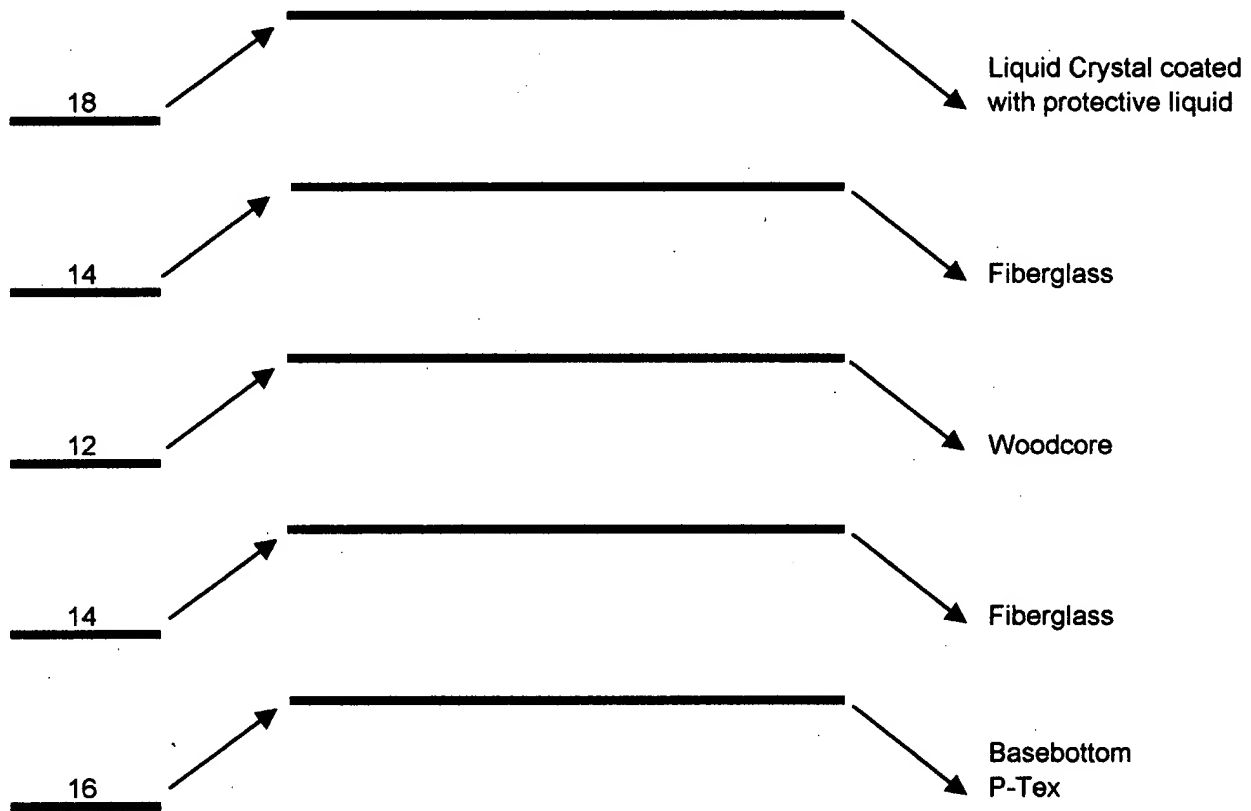 18
Liquid Crystal coated
with protective liquid
14
Fiberglass
12
Woodcore
14
Fiberglass
16
Basebottom
P-Tex